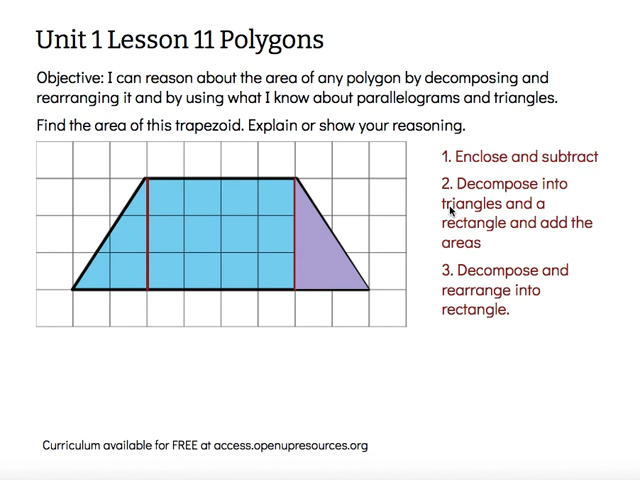 Unit 1 Lesson 11 Polygons
Objective: I can reason about the area of any polygon by decomposing and
rearranging it and by using what I know about parallelograms and triangles.
Find the area of this trapezoid. Explain or show your reasoning.
1. Enclose and subtract
2. Decompose into
triangles and a
rectangle and add the
areas
3. Decompose and
rearrange into
rectangle.
Curriculum available for FREE at access.openupresources.org